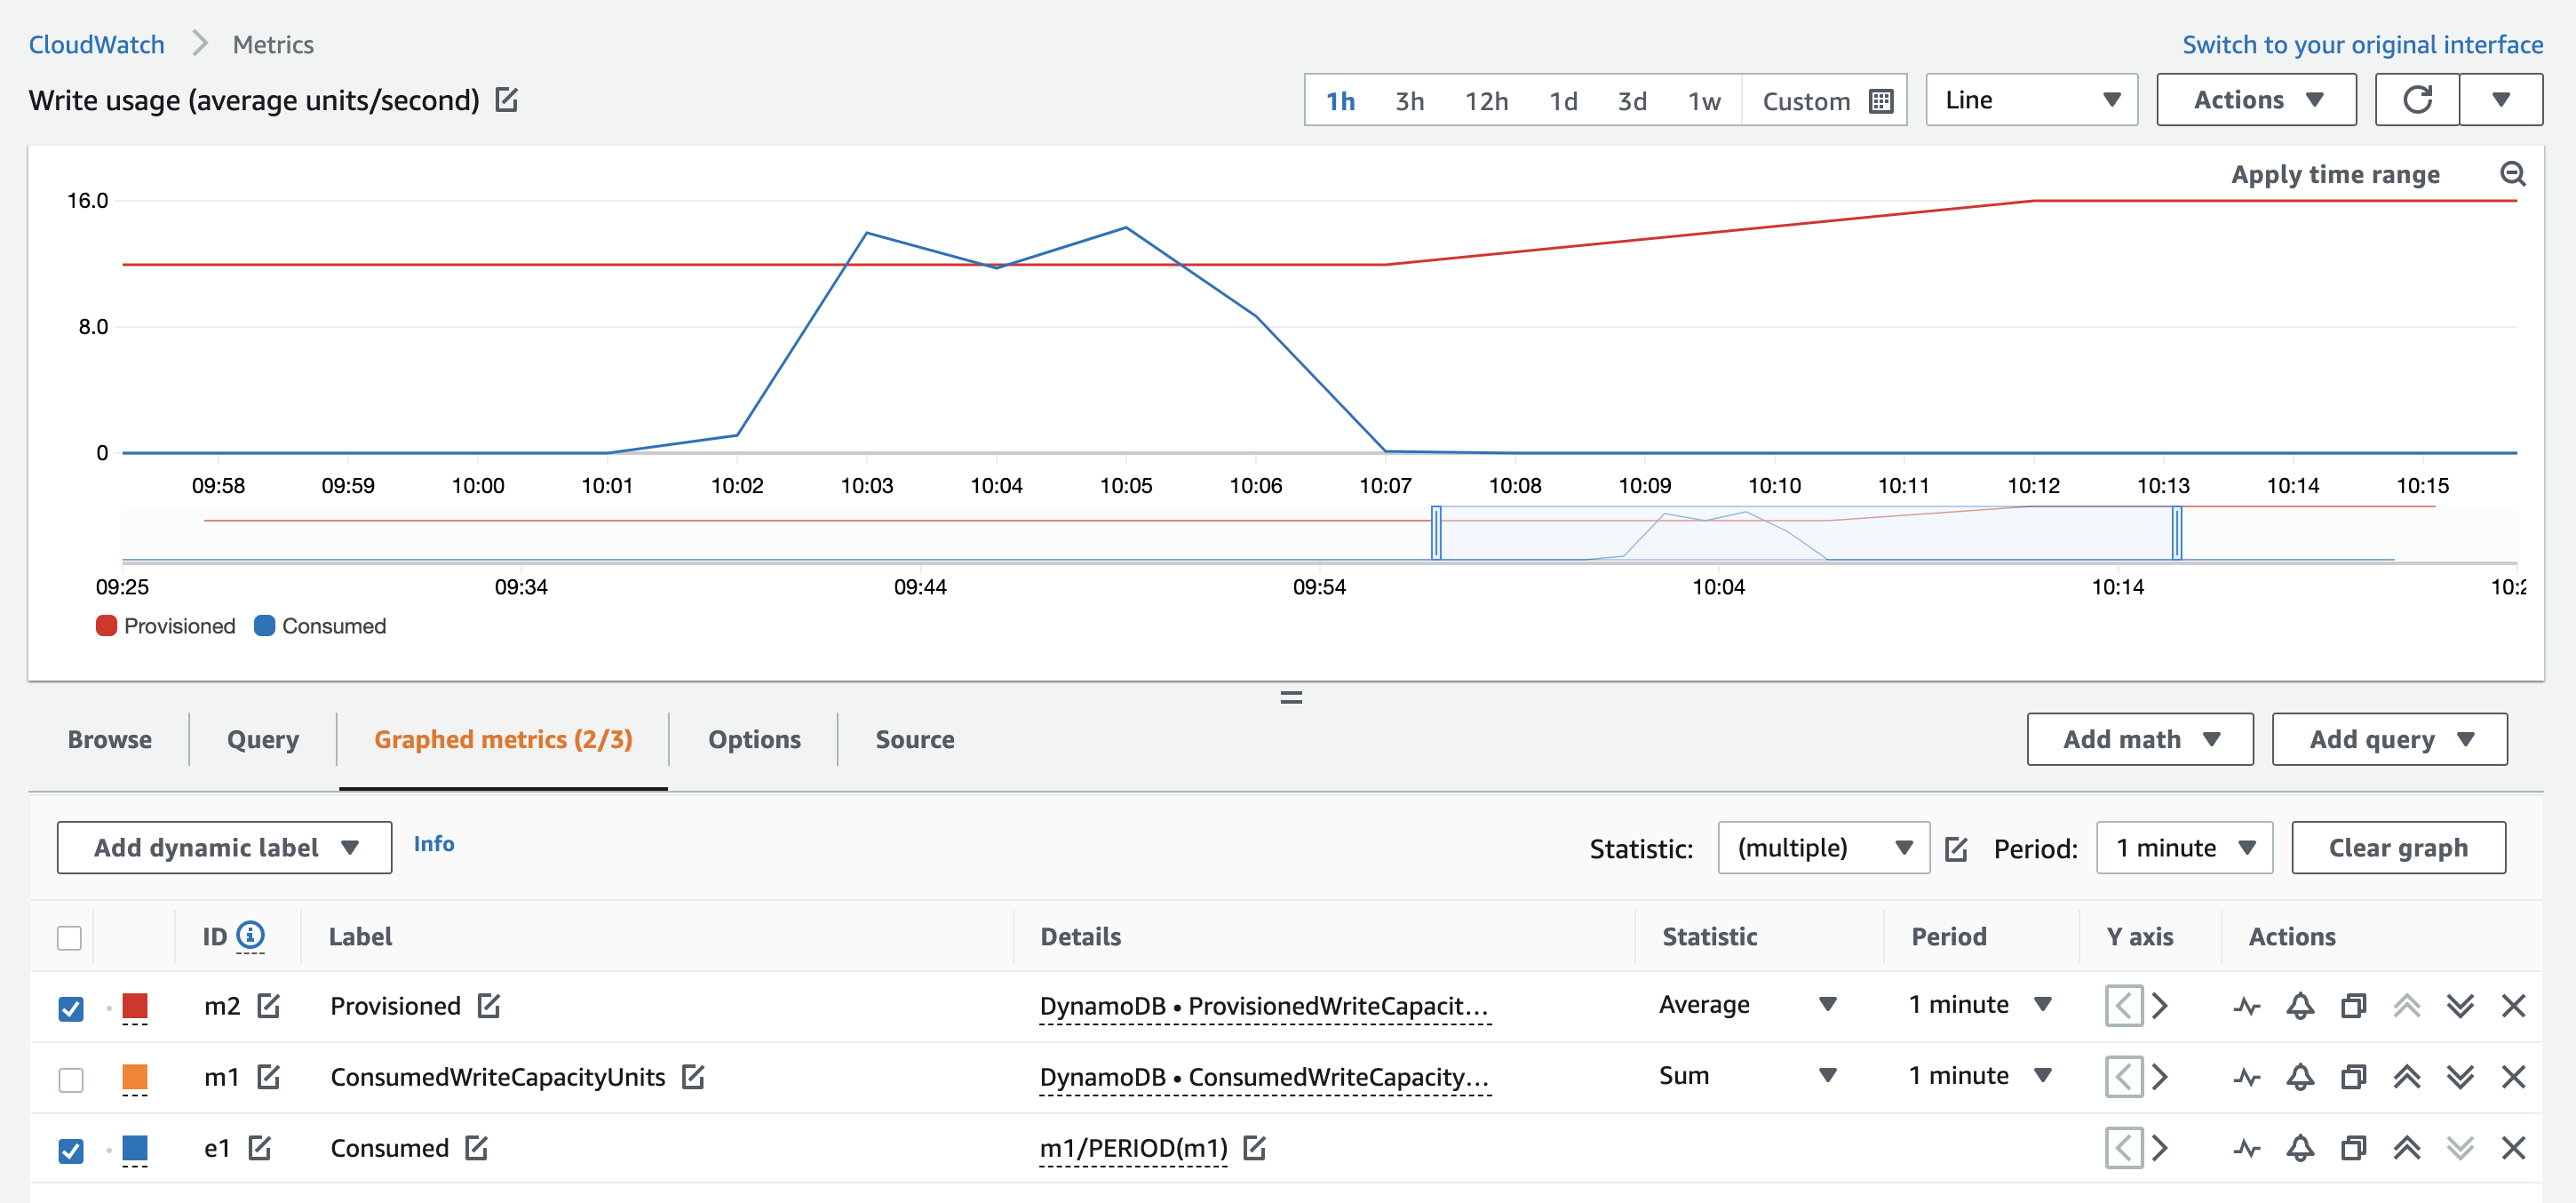 CloudWatch Metrics
Switch to your original interface
Write usage (average units/second)
1h 3h 12h 1d 3d 1w Custom
Line
Actions
Apply time range
16.0
8.0
0
09:58 09:59 10:00 10:01 10:02 10:03 10:04 10:05 10:06 10:07 10:08 10:09 10:10 10:11 10:12 10:13 10:14 10:15
09:25 09:34 09:44 09:54 10:04 10:14
Provisioned Consumed
Browse Query Graphed metrics (2/3) Options Source
Add math Add query
Add dynamic label Info
Statistic: (multiple) Period: 1 minute Clear graph
ID Label Details Statistic Period Y axis Actions
m2 Provisioned DynamoDB • ProvisionedWriteCapacit... Average 1 minute
m1 ConsumedWriteCapacityUnits DynamoDB • ConsumedWriteCapacity... Sum 1 minute
e1 Consumed m1/PERIOD(m1)